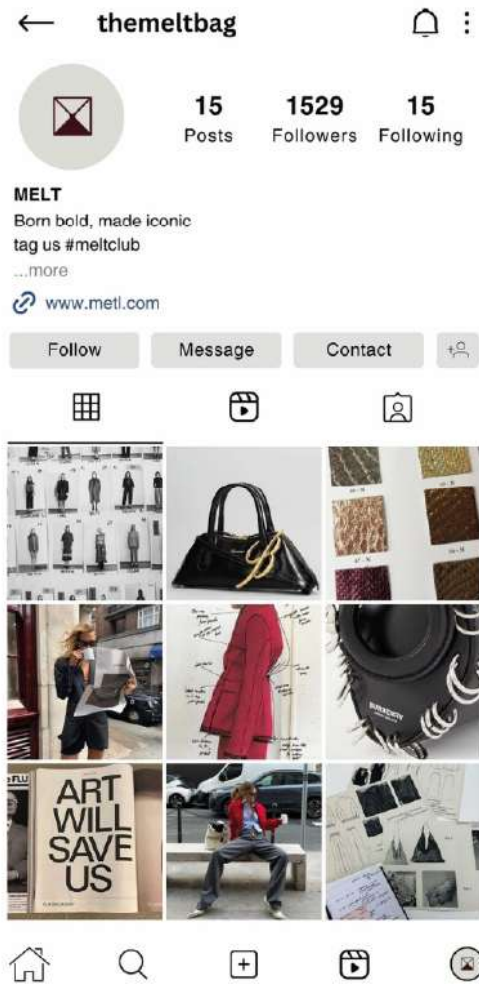 themeltbag
15 1529 15
Posts Followers Following
MELT
Born bold, made iconic
tag us #meltclub
...more
www.metl.com
Follow Message Contact
ART
WILL
SAVE
US